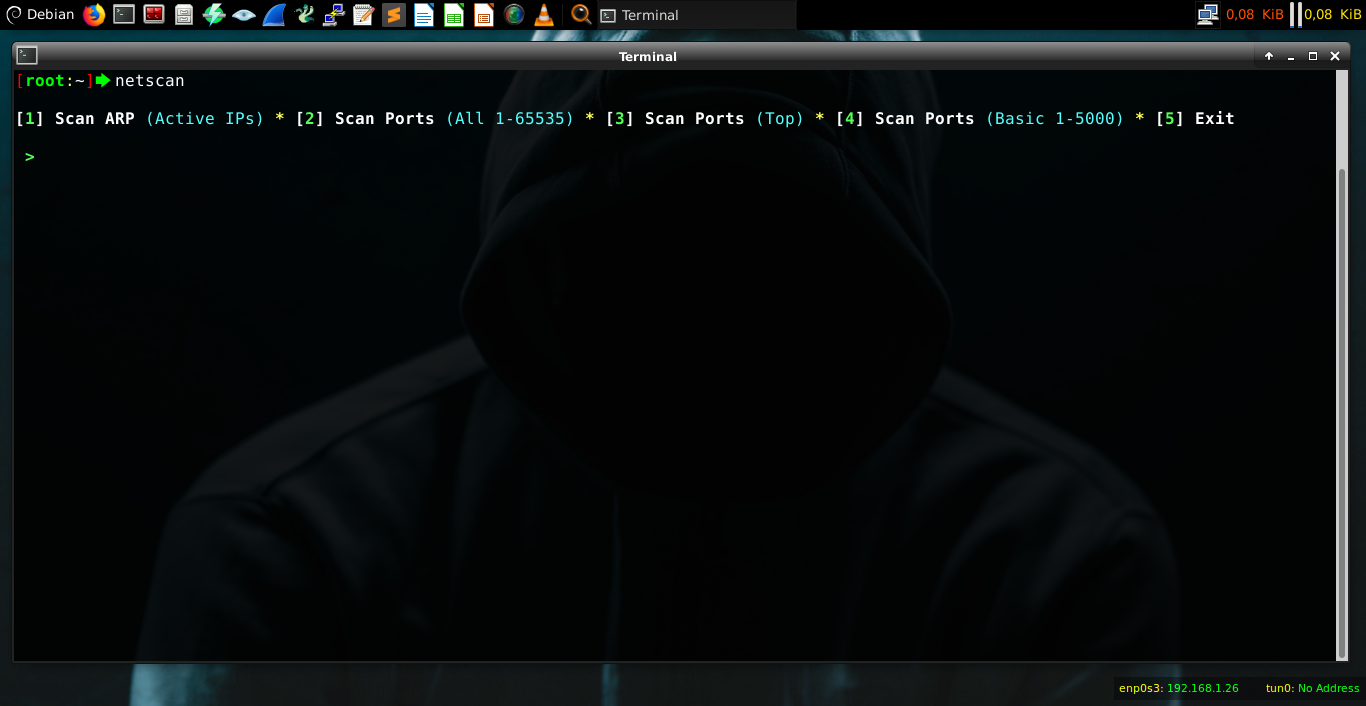 Debian
Terminal
0,08 KiB
0,08 KiB
Terminal
[root:~] netscan
[1] Scan ARP (Active IPs) * [2] Scan Ports (All 1-65535) * [3] Scan Ports (Top) * [4] Scan Ports (Basic 1-5000) * [5] Exit
>
enp0s3: 192.168.1.26 tun0: No Address